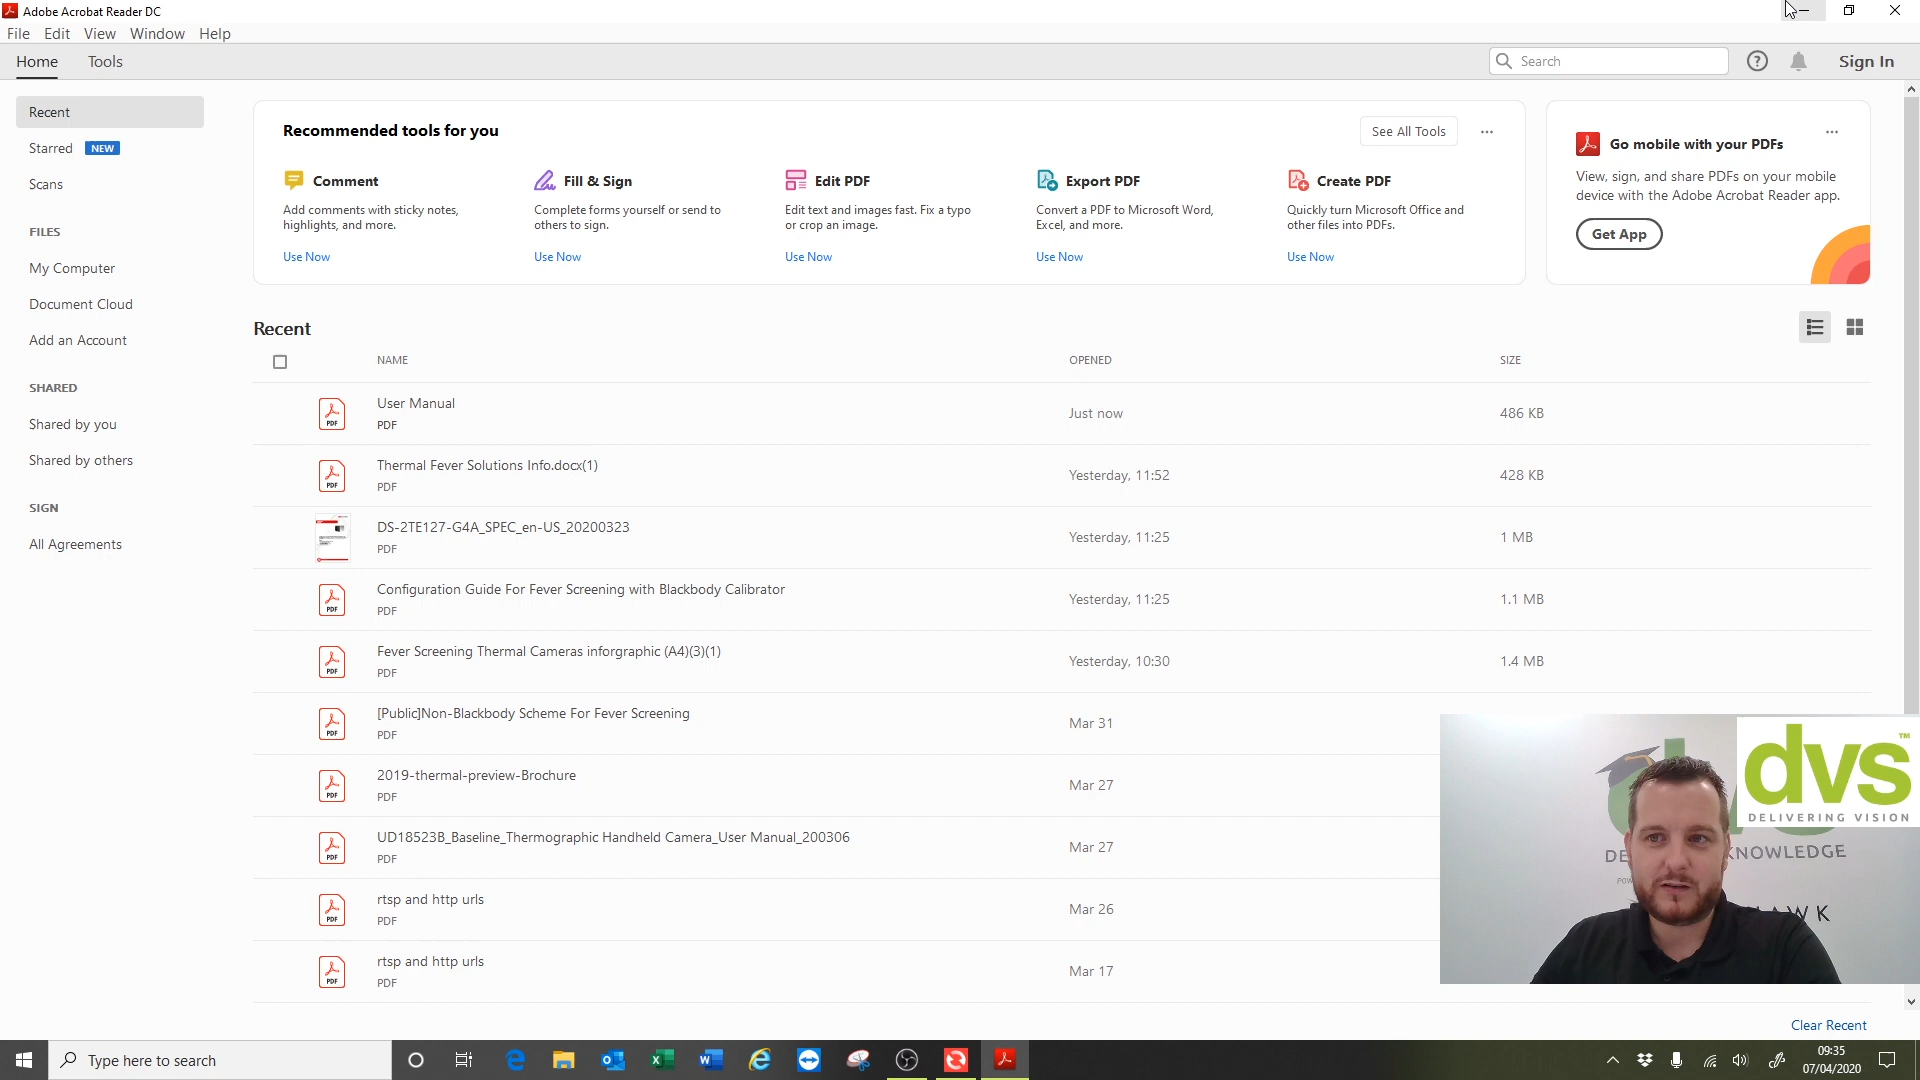 Adobe Acrobat Reader DC
File Edit View Window Help
Home Tools
Search
Sign In
Recent
Starred NEW
Scans
FILES
My Computer
Document Cloud
Add an Account
SHARED
Shared by you
Shared by others
SIGN
All Agreements
Recommended tools for you
See All Tools
Comment
Add comments with sticky notes,
highlights, and more.
Use Now
Fill & Sign
Complete forms yourself or send to
others to sign.
Use Now
Edit PDF
Edit text and images fast. Fix a typo
or crop an image.
Use Now
Export PDF
Convert a PDF to Microsoft Word,
Excel, and more.
Use Now
Create PDF
Quickly turn Microsoft Office and
other files into PDFs.
Use Now
Go mobile with your PDFs
View, sign, and share PDFs on your mobile
device with the Adobe Acrobat Reader app.
Get App
Recent
NAME OPENED SIZE
PDF
User Manual
PDF
Just now 486 KB
PDF
Thermal Fever Solutions Info.docx(1)
PDF
Yesterday, 11:52 428 KB
DS-2TE127-G4A_SPEC_en-US_20200323
PDF
Yesterday, 11:25 1 MB
PDF
Configuration Guide For Fever Screening with Blackbody Calibrator
PDF
Yesterday, 11:25 1.1 MB
PDF
Fever Screening Thermal Cameras inforgraphic (A4)(3)(1)
PDF
Yesterday, 10:30 1.4 MB
PDF
[Public]Non-Blackbody Scheme For Fever Screening
PDF
Mar 31
PDF
2019-thermal-preview-Brochure
PDF
Mar 27
PDF
UD18523B_Baseline_Thermographic Handheld Camera_User Manual_200306
PDF
Mar 27
PDF
rtsp and http urls
PDF
Mar 26
PDF
rtsp and http urls
PDF
Mar 17
dvs™
DELIVERING VISION
KNOWLEDGE
Clear Recent
Type here to search
09:35
07/04/2020